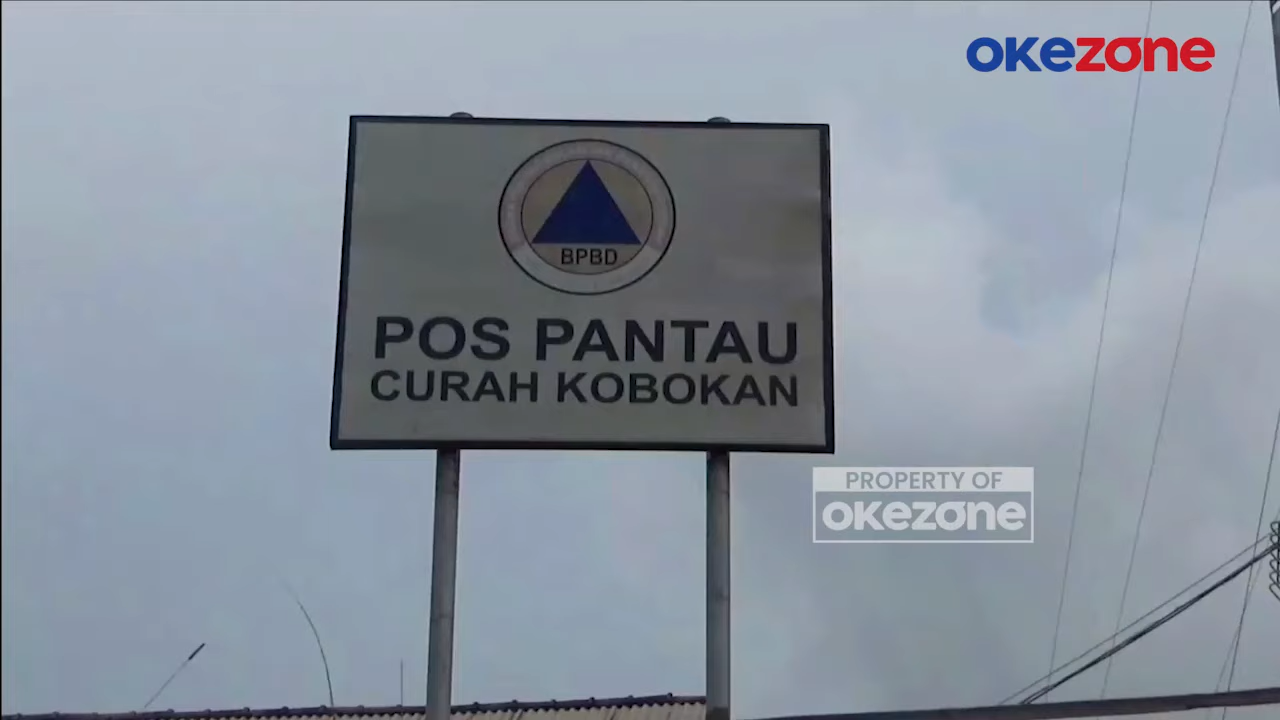 okezone
BPBD
POS PANTAU
CURAH KOBOKAN
PROPERTY OF
okezone